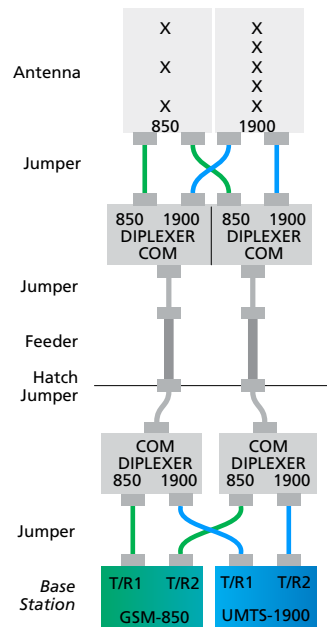 X X
X
Antenna X X
X
X X
850 1900
Jumper
850 1900 850 1900
DIPLEXER DIPLEXER
COM COM
Jumper
Feeder
Hatch
Jumper
COM COM
DIPLEXER DIPLEXER
850 1900 850 1900
Jumper
Base
Station
T/R1 T/R2 T/R1 T/R2
GSM-850 UMTS-1900